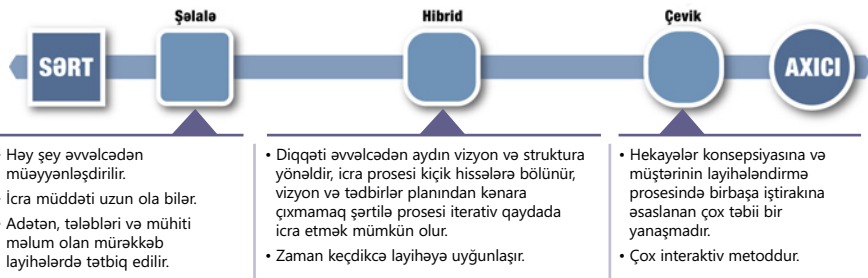 Şəlalə
Hibrid
Çevik
SƏRT
AXICI
Həy şey əvvəlcədən
müəyyənləşdirilir.
İcra müddəti uzun ola bilər.
Adətən, tələbləri və mühiti
məlum olan mürəkkəb
layihələrdə tətbiq edilir.
• Diqqəti əvvəlcədən aydın vizyon və struktura
yönəldir, icra prosesi kiçik hissələrə bölünür,
vizyon və tədbirlər planından kənara
çıxmamaq şərtilə prosesi iterativ qaydada
icra etmək mümkün olur.
• Zaman keçdikcə layihəyə uyğunlaşır.
• Hekayələr konsepsiyasına və
müştərinin layihələndirmə
prosesində birbaşa iştirakına
əsaslanan çox təbii bir
yanaşmadır.
• Çox interaktiv metoddur.